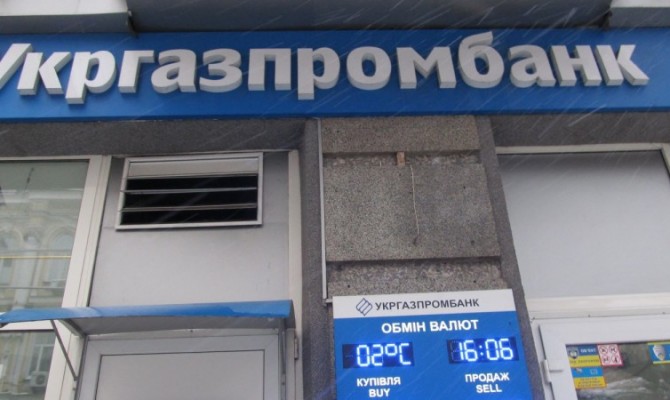 Укргазпромбанк
УКРГАЗПРОМБАНК
ОБМІН ВАЛЮТ
-02°C 16:06
КУПІВЛЯ ПРОДАЖ
BUY SELL